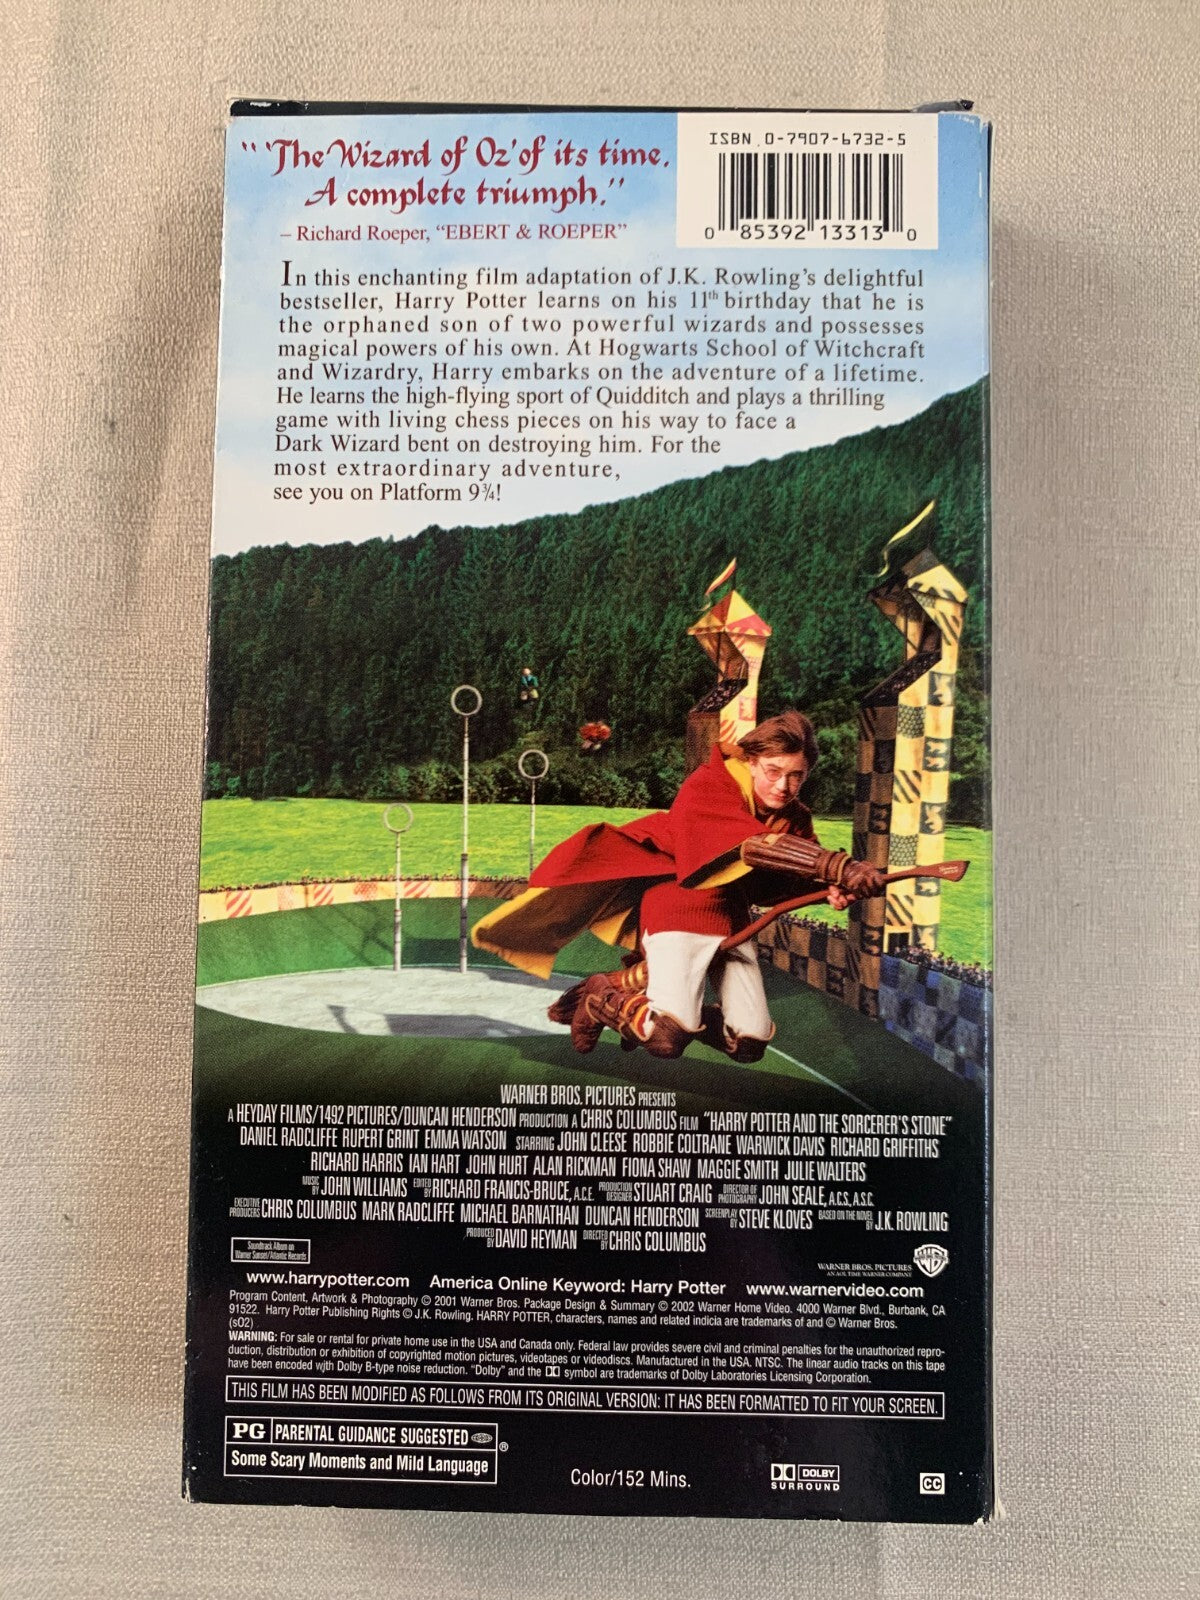 "'The Wizard of Oz' of its time.
A complete triumph."
– Richard Roeper, "EBERT & ROEPER"
ISBN 0-7907-6732-5
0 85392 13313 0
In this enchanting film adaptation of J.K. Rowling's delightful
bestseller, Harry Potter learns on his 11th birthday that he is
the orphaned son of two powerful wizards and possesses
magical powers of his own. At Hogwarts School of Witchcraft
and Wizardry, Harry embarks on the adventure of a lifetime.
He learns the high-flying sport of Quidditch and plays a thrilling
game with living chess pieces on his way to face a
Dark Wizard bent on destroying him. For the
most extraordinary adventure,
see you on Platform 9¾!
WARNER BROS. PICTURES PRESENTS
A HEYDAY FILMS/1492 PICTURES/DUNCAN HENDERSON PRODUCTION A CHRIS COLUMBUS FILM "HARRY POTTER AND THE SORCERER'S STONE"
DANIEL RADCLIFFE RUPERT GRINT EMMA WATSON STARRING JOHN CLEESE ROBBIE COLTRANE WARWICK DAVIS RICHARD GRIFFITHS
RICHARD HARRIS IAN HART JOHN HURT ALAN RICKMAN FIONA SHAW MAGGIE SMITH JULIE WALTERS
MUSIC BY JOHN WILLIAMS EDITED BY RICHARD FRANCIS-BRUCE, A.C.E. PRODUCTION DESIGNER STUART CRAIG DIRECTOR OF PHOTOGRAPHY JOHN SEALE, A.C.S., A.S.C.
EXECUTIVE PRODUCERS CHRIS COLUMBUS MARK RADCLIFFE MICHAEL BARNATHAN DUNCAN HENDERSON SCREENPLAY BY STEVE KLOVES BASED ON THE NOVEL BY J.K. ROWLING
PRODUCED BY DAVID HEYMAN DIRECTED BY CHRIS COLUMBUS
Soundtrack Album on
Warner Sunset/Atlantic Records
WARNER BROS. PICTURES
AN AOL TIME WARNER COMPANY
WB
www.harrypotter.com America Online Keyword: Harry Potter www.warnervideo.com
Program Content, Artwork & Photography © 2001 Warner Bros. Package Design & Summary © 2002 Warner Home Video. 4000 Warner Blvd., Burbank, CA
91522. Harry Potter Publishing Rights © J.K. Rowling. HARRY POTTER, characters, names and related indicia are trademarks of and © Warner Bros.
(s02)
WARNING: For sale or rental for private home use in the USA and Canada only. Federal law provides severe civil and criminal penalties for the unauthorized repro-
duction, distribution or exhibition of copyrighted motion pictures, videotapes or videodiscs. Manufactured in the USA. NTSC. The linear audio tracks on this tape
have been encoded with Dolby B-type noise reduction. "Dolby" and the DD symbol are trademarks of Dolby Laboratories Licensing Corporation.
THIS FILM HAS BEEN MODIFIED AS FOLLOWS FROM ITS ORIGINAL VERSION: IT HAS BEEN FORMATTED TO FIT YOUR SCREEN.
PG PARENTAL GUIDANCE SUGGESTED ®
Some Scary Moments and Mild Language
Color/152 Mins.
DOLBY
SURROUND
CC